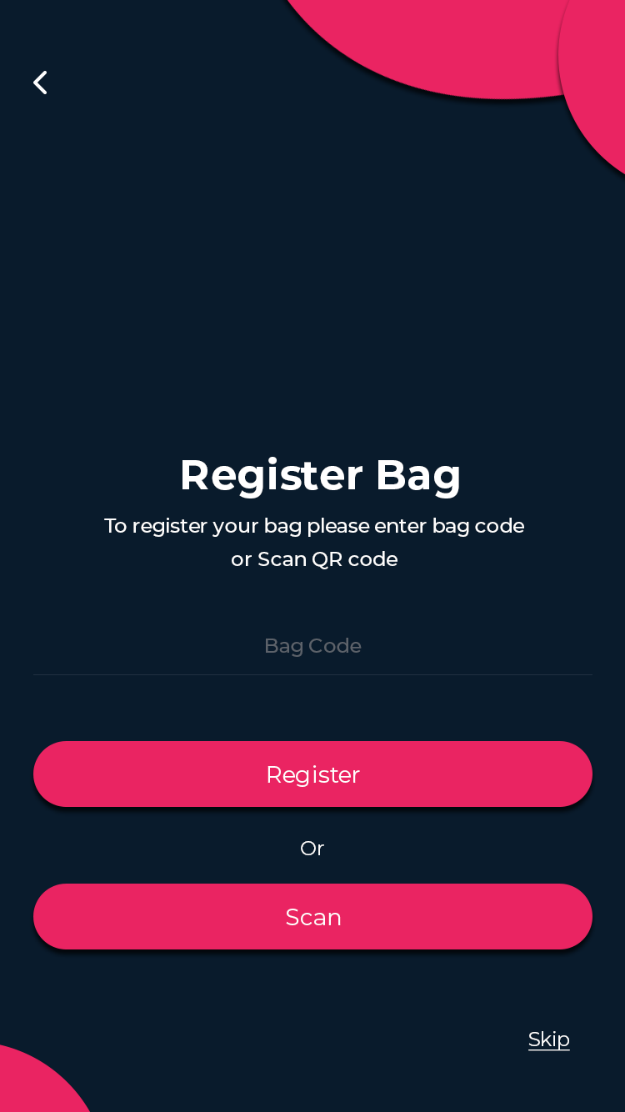 Register Bag
To register your bag please enter bag code
or Scan QR code
Bag Code
Register
Or
Scan
Skip